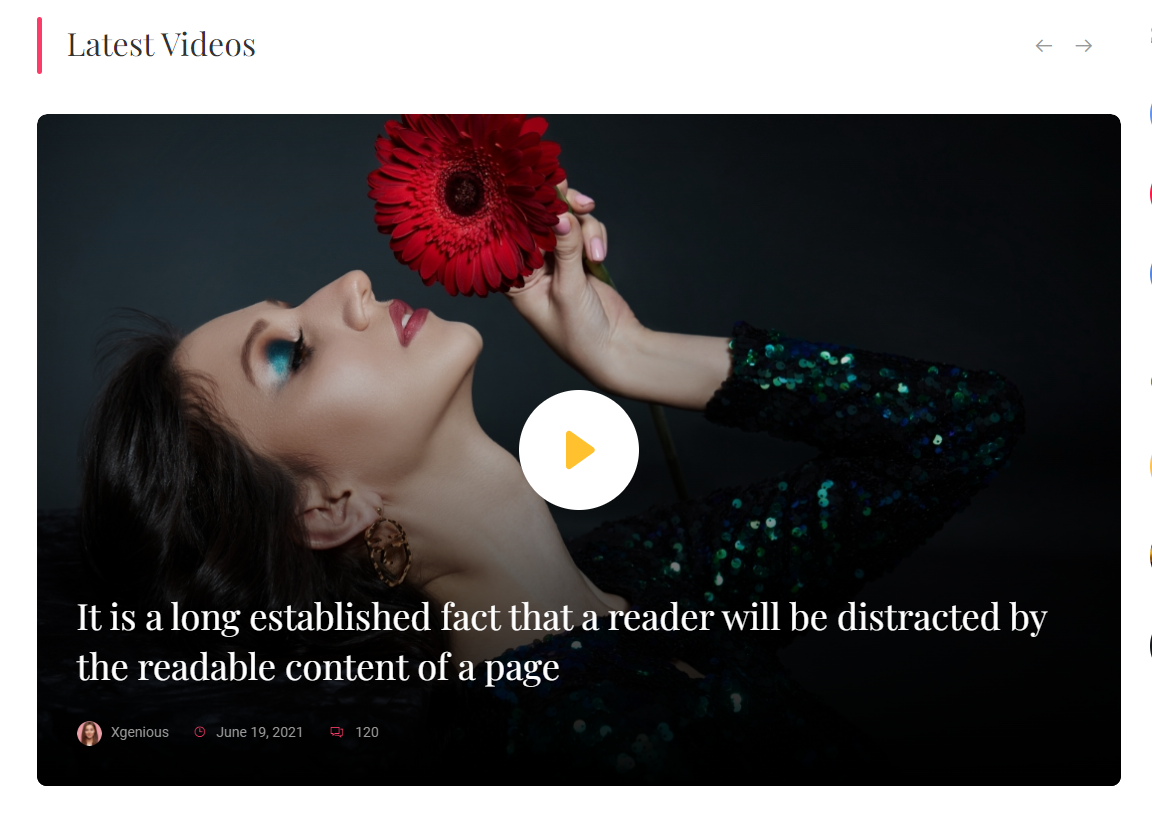 Latest Videos
It is a long established fact that a reader will be distracted by
the readable content of a page
Xgenious June 19, 2021 120